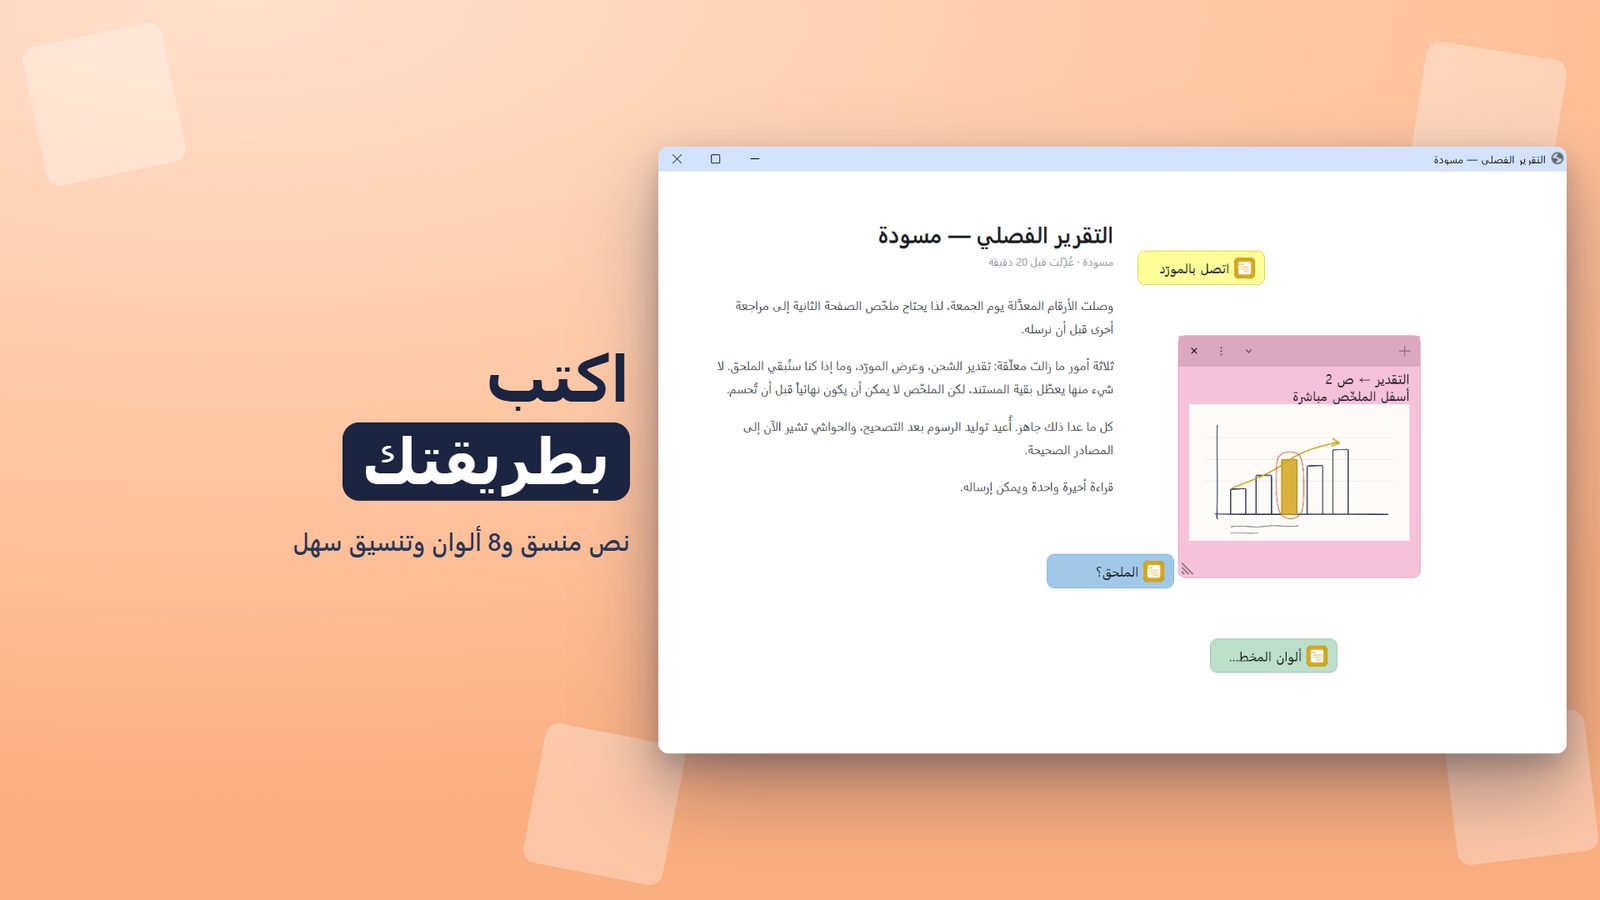 اكتب
بطريقتك
نص منسق و8 ألوان وتنسيق سهل
التقرير الفصلي — مسودة
التقرير الفصلي — مسودة
مسودة · عُدِّلت قبل 20 دقيقة
وصلت الأرقام المعدَّلة يوم الجمعة، لذا يحتاج ملخّص الصفحة الثانية إلى مراجعة
أخرى قبل أن نرسله.
ثلاثة أمور ما زالت معلّقة: تقدير الشحن، وعرض المورّد، وما إذا كنا سنُبقي الملحق. لا
شيء منها يعطّل بقية المستند، لكن الملخّص لا يمكن أن يكون نهائياً قبل أن تُحسم.
كل ما عدا ذلك جاهز. أُعيد توليد الرسوم بعد التصحيح، والحواشي تشير الآن إلى
المصادر الصحيحة.
قراءة أخيرة واحدة ويمكن إرساله.
اتصل بالمورّد
التقدير ← ص 2
أسفل الملخّص مباشرة
الملحق؟
ألوان المخط...